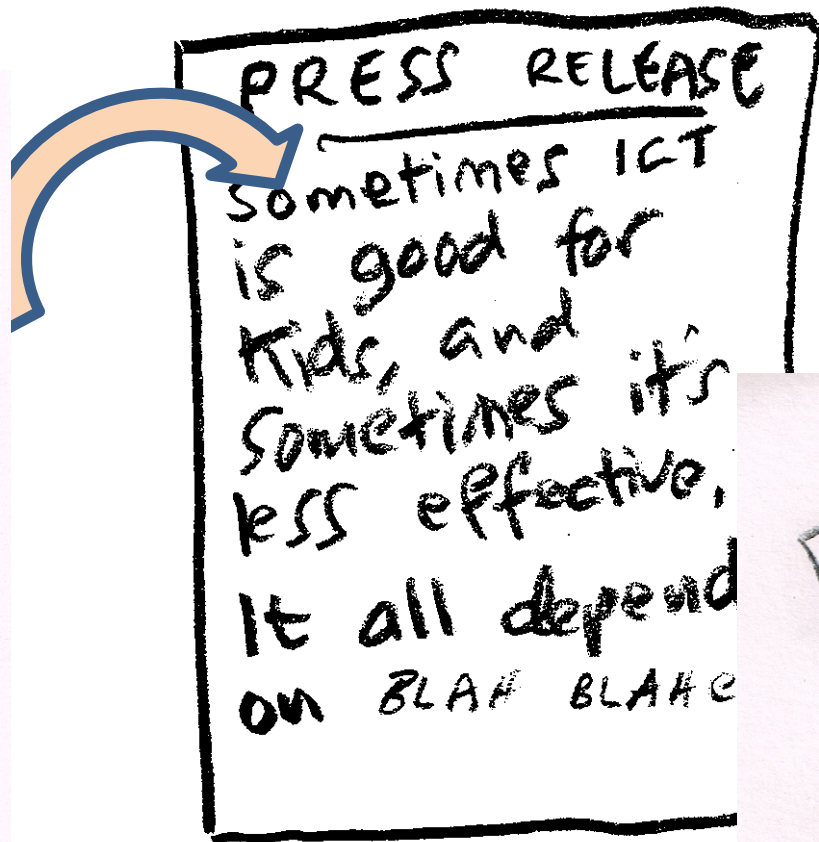 PRESS RELEASE
Sometimes ICT
is good for
Kids, and
Sometimes it's
less effective.
It all depend
on BLAH BLAH